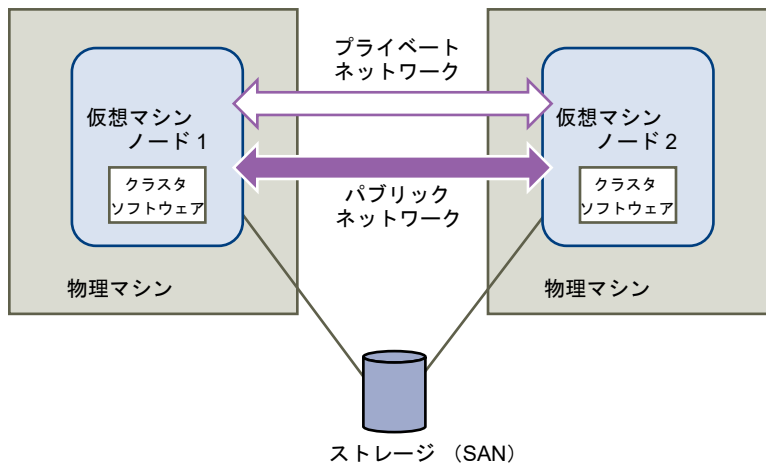 プライベート
ネットワーク
仮想マシン
ノード 1
クラスタ
ソフトウェア
仮想マシン
ノード 2
クラスタ
ソフトウェア
パブリック
ネットワーク
物理マシン
物理マシン
ストレージ （SAN）